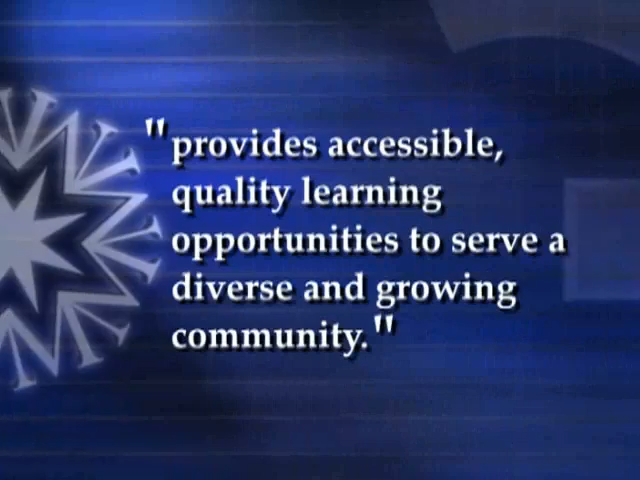 "provides accessible,
quality learning
opportunities to serve a
diverse and growing
community."